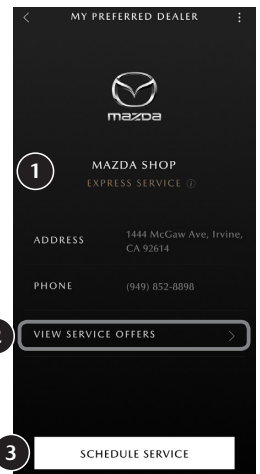 MY PREFERRED DEALER
mazda
1
MAZDA SHOP
EXPRESS SERVICE
ADDRESS 1444 McGaw Ave, Irvine,
CA 92614
PHONE (949) 852-8898
2
VIEW SERVICE OFFERS
3
SCHEDULE SERVICE